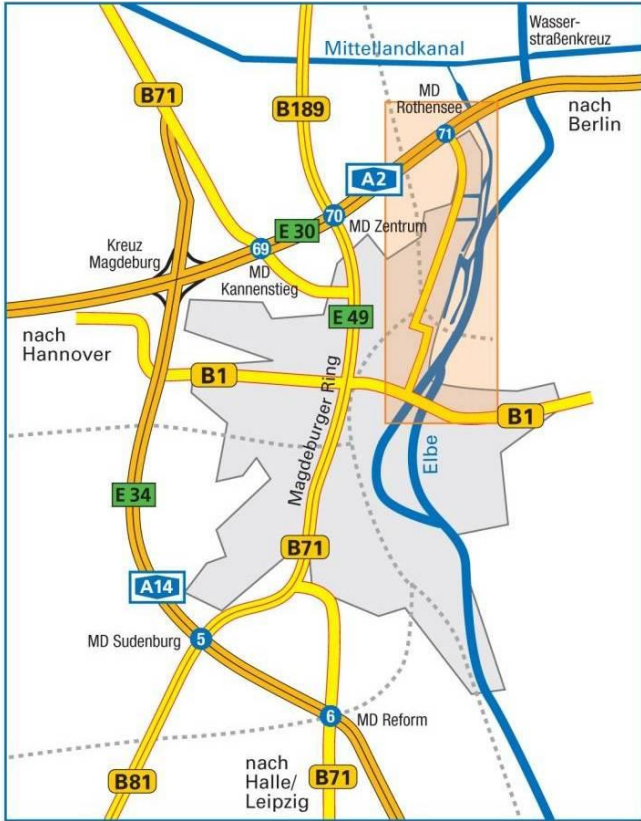 Wasser-
straßenkreuz
Mittellandkanal
MD
Rothensee
B71
B189
nach
Berlin
71
A2
70
MD Zentrum
E 30
69
Kreuz
Magdeburg
MD
Kannenstieg
E 49
nach
Hannover
B1
Magdeburger Ring
B1
Elbe
E 34
B71
A14
5
MD Sudenburg
6
MD Reform
B81
nach
Halle/
Leipzig
B71